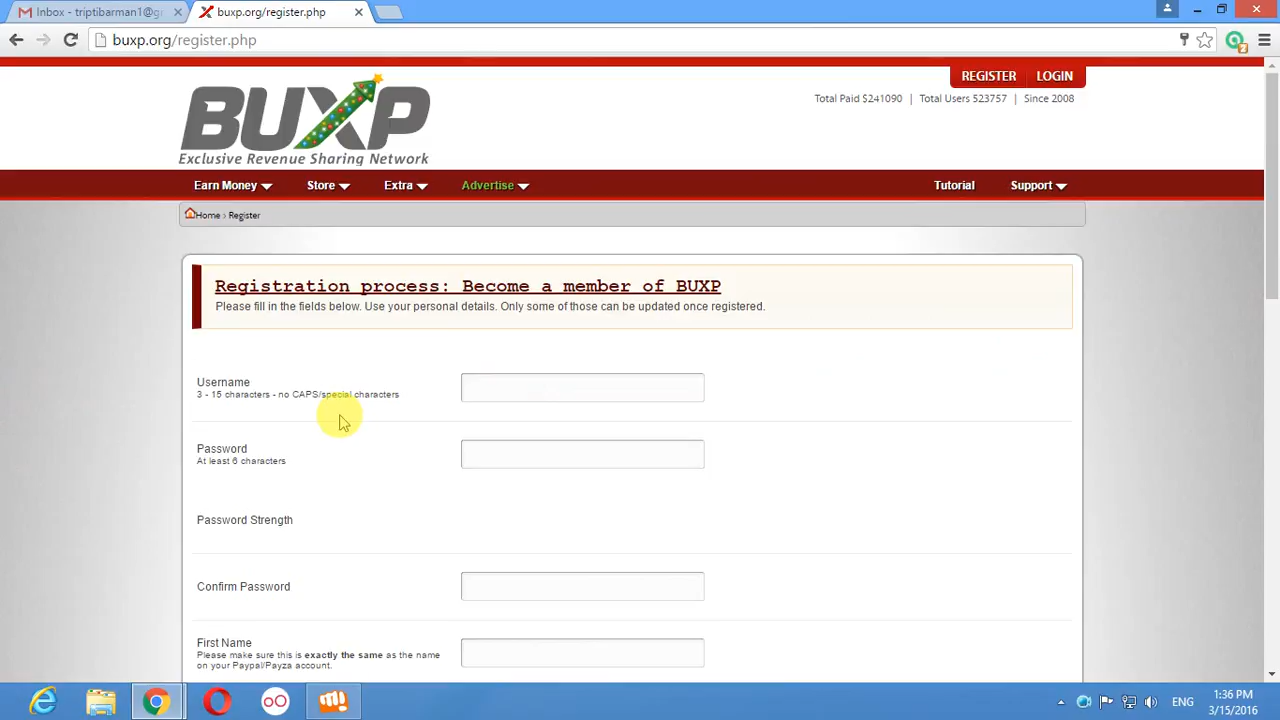 Inbox - triptibarman1@g
buxp.org/register.php
buxp.org/register.php
REGISTER LOGIN
BUXP
Exclusive Revenue Sharing Network
Total Paid $241090 | Total Users 523757 | Since 2008
Earn Money Store Extra Advertise Tutorial Support
Home › Register
Registration process: Become a member of BUXP
Please fill in the fields below. Use your personal details. Only some of those can be updated once registered.
Username
3 - 15 characters - no CAPS/special characters
Password
At least 6 characters
Password Strength
Confirm Password
First Name
Please make sure this is exactly the same as the name
on your Paypal/Payza account.
ENG
1:36 PM
3/15/2016